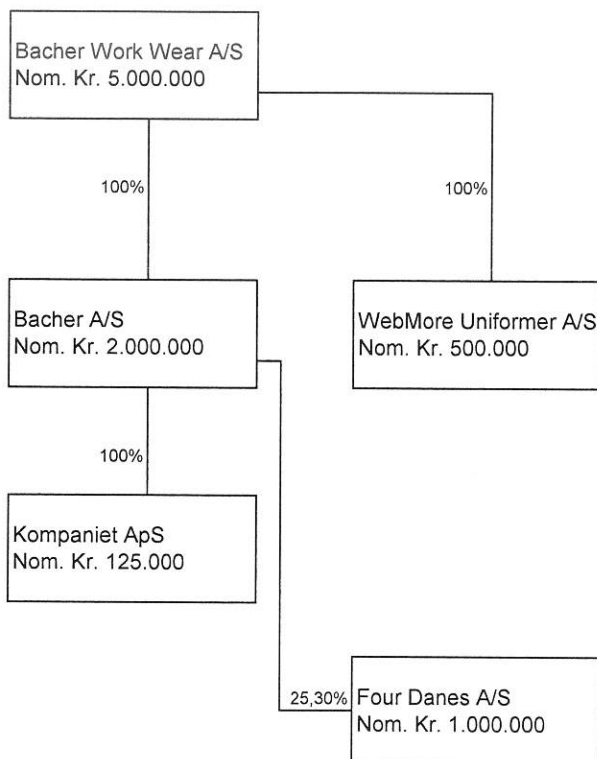 Bacher Work Wear A/S
Nom. Kr. 5.000.000
100%
100%
Bacher A/S
Nom. Kr. 2.000.000
WebMore Uniformer A/S
Nom. Kr. 500.000
100%
Kompaniet ApS
Nom. Kr. 125.000
25,30%
Four Danes A/S
Nom. Kr. 1.000.000